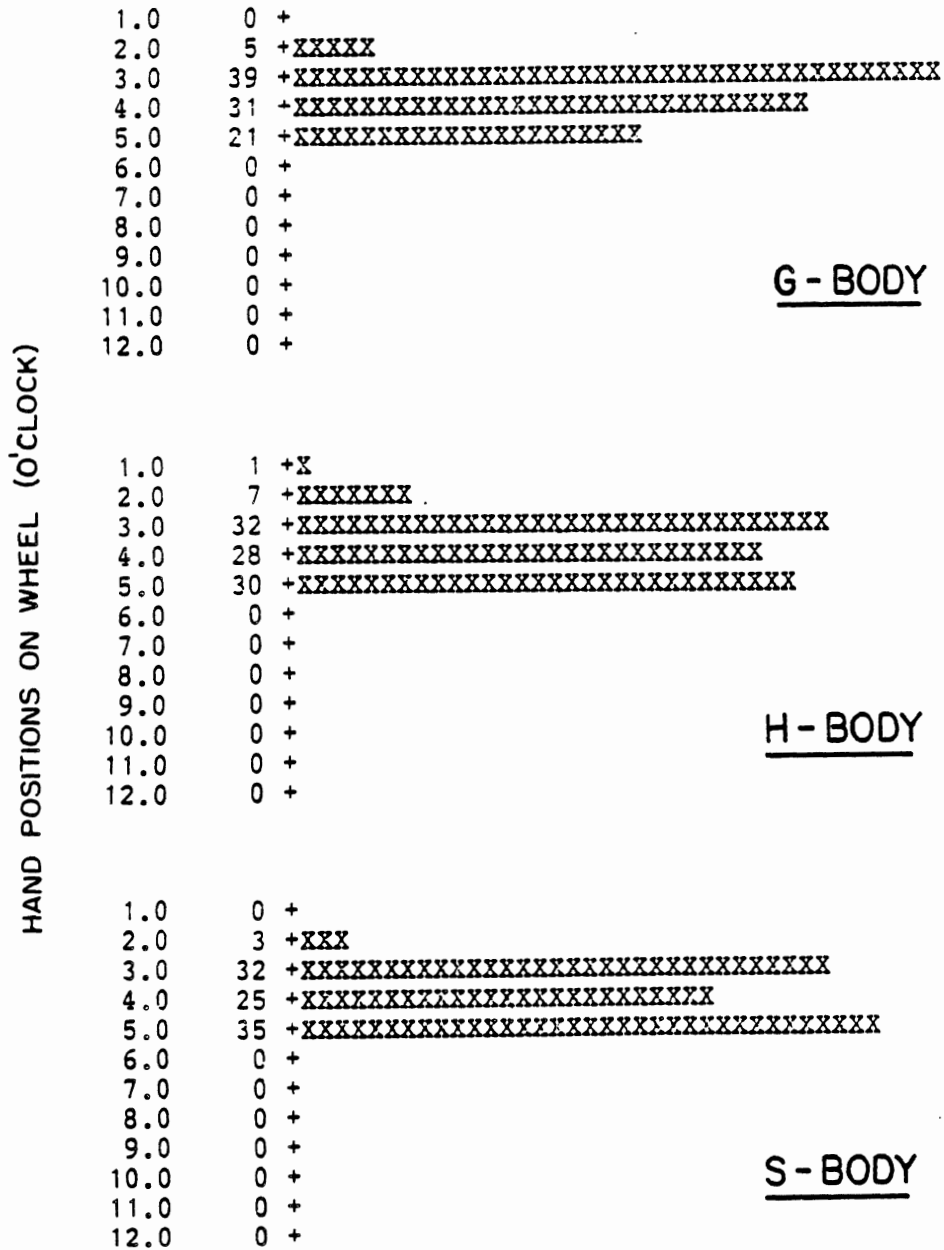 HAND POSITIONS ON WHEEL (O'CLOCK)
1.0 0 +
2.0 5 +XXXXX
3.0 39 +XXXXXXXXXXXXXXXXXXXXXXXXXXXXXXXXXXXXXXX
4.0 31 +XXXXXXXXXXXXXXXXXXXXXXXXXXXXXXX
5.0 21 +XXXXXXXXXXXXXXXXXXXXX
6.0 0 +
7.0 0 +
8.0 0 +
9.0 0 +
10.0 0 +
11.0 0 +
12.0 0 +
G - BODY
1.0 1 +X
2.0 7 +XXXXXXX
3.0 32 +XXXXXXXXXXXXXXXXXXXXXXXXXXXXXXXX
4.0 28 +XXXXXXXXXXXXXXXXXXXXXXXXXXXX
5.0 30 +XXXXXXXXXXXXXXXXXXXXXXXXXXXXXX
6.0 0 +
7.0 0 +
8.0 0 +
9.0 0 +
10.0 0 +
11.0 0 +
12.0 0 +
H - BODY
1.0 0 +
2.0 3 +XXX
3.0 32 +XXXXXXXXXXXXXXXXXXXXXXXXXXXXXXXX
4.0 25 +XXXXXXXXXXXXXXXXXXXXXXXXX
5.0 35 +XXXXXXXXXXXXXXXXXXXXXXXXXXXXXXXXXXX
6.0 0 +
7.0 0 +
8.0 0 +
9.0 0 +
10.0 0 +
11.0 0 +
12.0 0 +
S - BODY